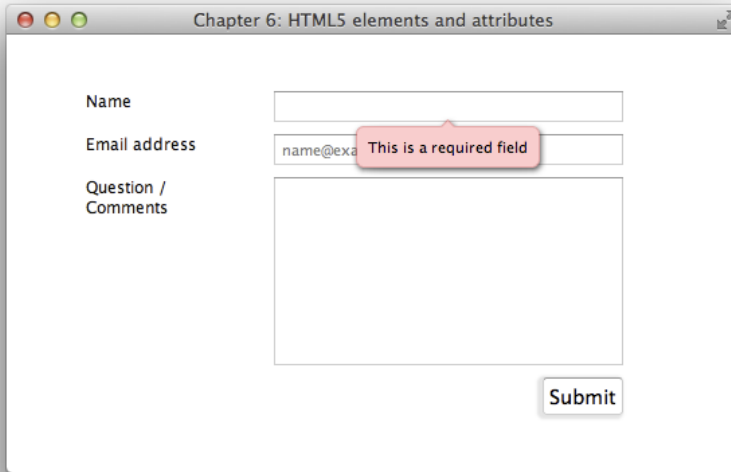 Chapter 6: HTML5 elements and attributes
Name
This is a required field
Email address
name@exa
Question /
Comments
Submit